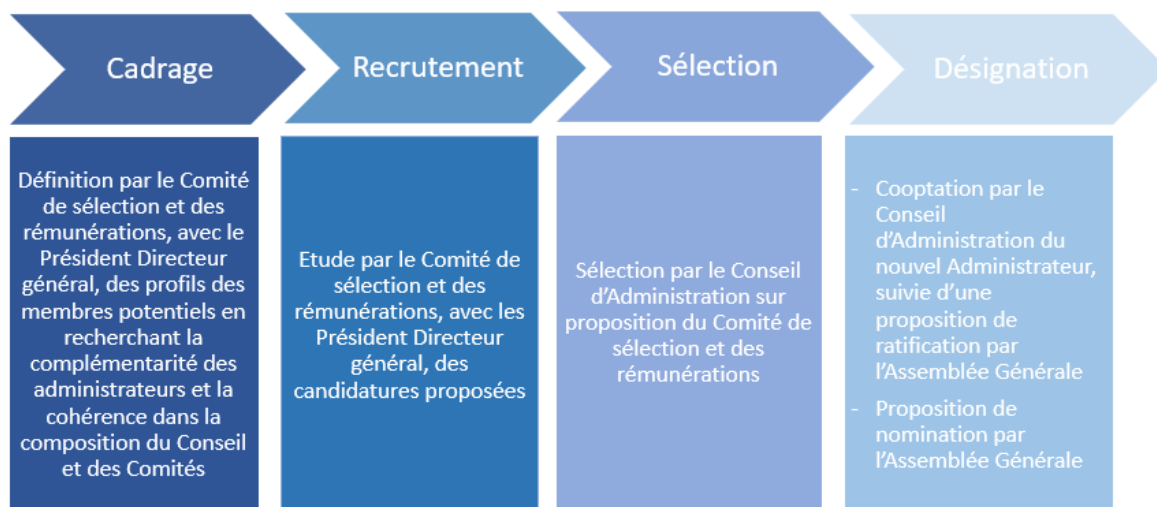 Cadrage
Recrutement
Sélection
Désignation
Définition par le Comité
de sélection et des
rémunérations, avec le
Président Directeur
général, des profils des
membres potentiels en
recherchant la
complémentarité des
administrateurs et la
cohérence dans la
composition du Conseil
et des Comités
Etude par le Comité de
sélection et des
rémunérations, avec les
Président Directeur
général, des
candidatures proposées
Sélection par le Conseil
d’Administration sur
proposition du Comité de
sélection et des
rémunérations
- Cooptation par le
Conseil
d’Administration du
nouvel Administrateur,
suivie d’une
proposition de
ratification par
l’Assemblée Générale
- Proposition de
nomination par
l’Assemblée Générale